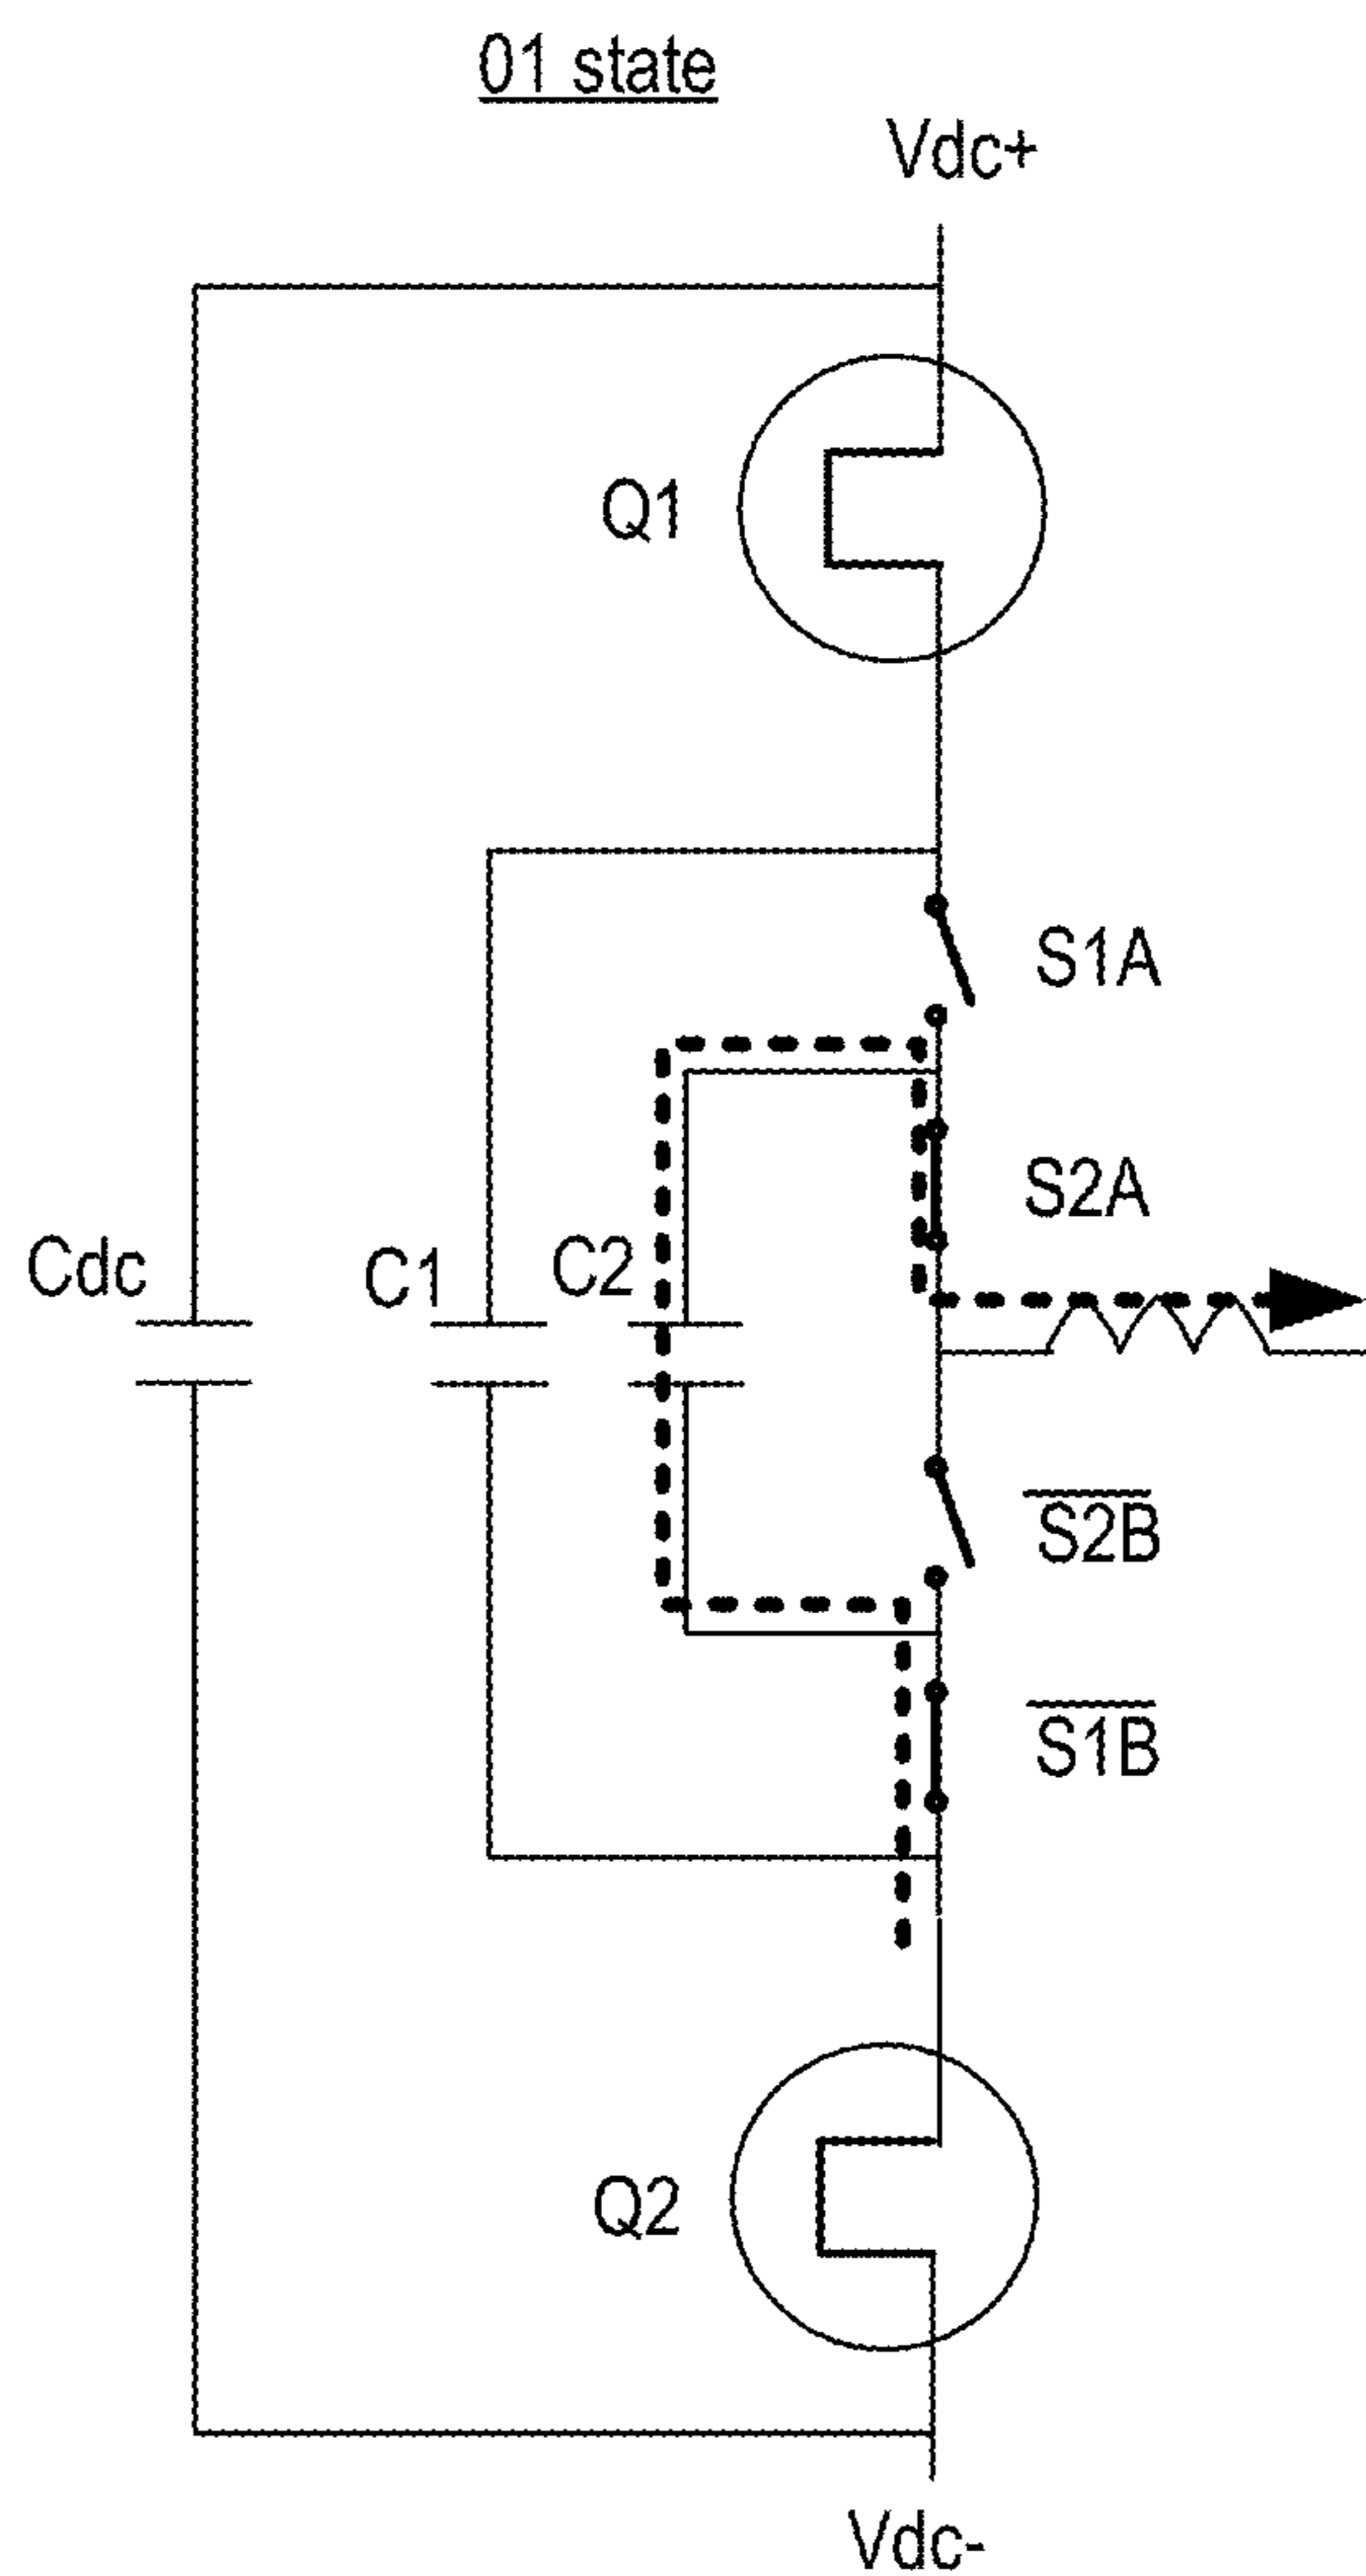 01 state
Vdc+
Q1
S1A
S2A
Cdc
C1
C2
S2B
S1B
Q2
Vdc-